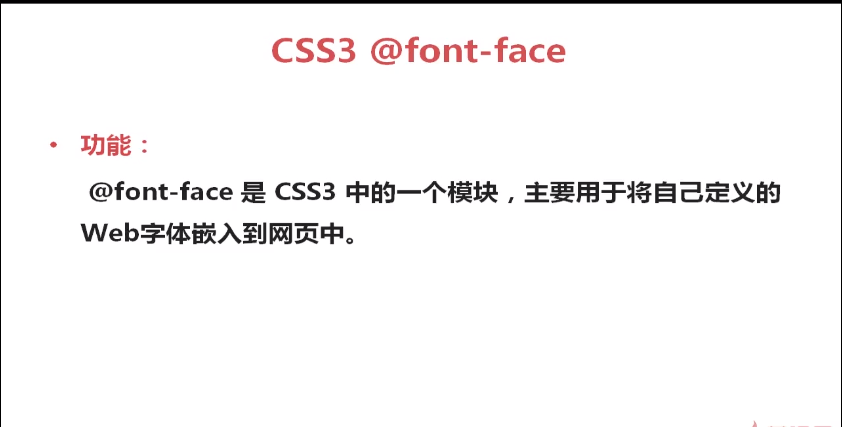 CSS3 @font-face
• 功能：
@font-face 是 CSS3 中的一个模块，主要用于将自己定义的
Web字体嵌入到网页中。